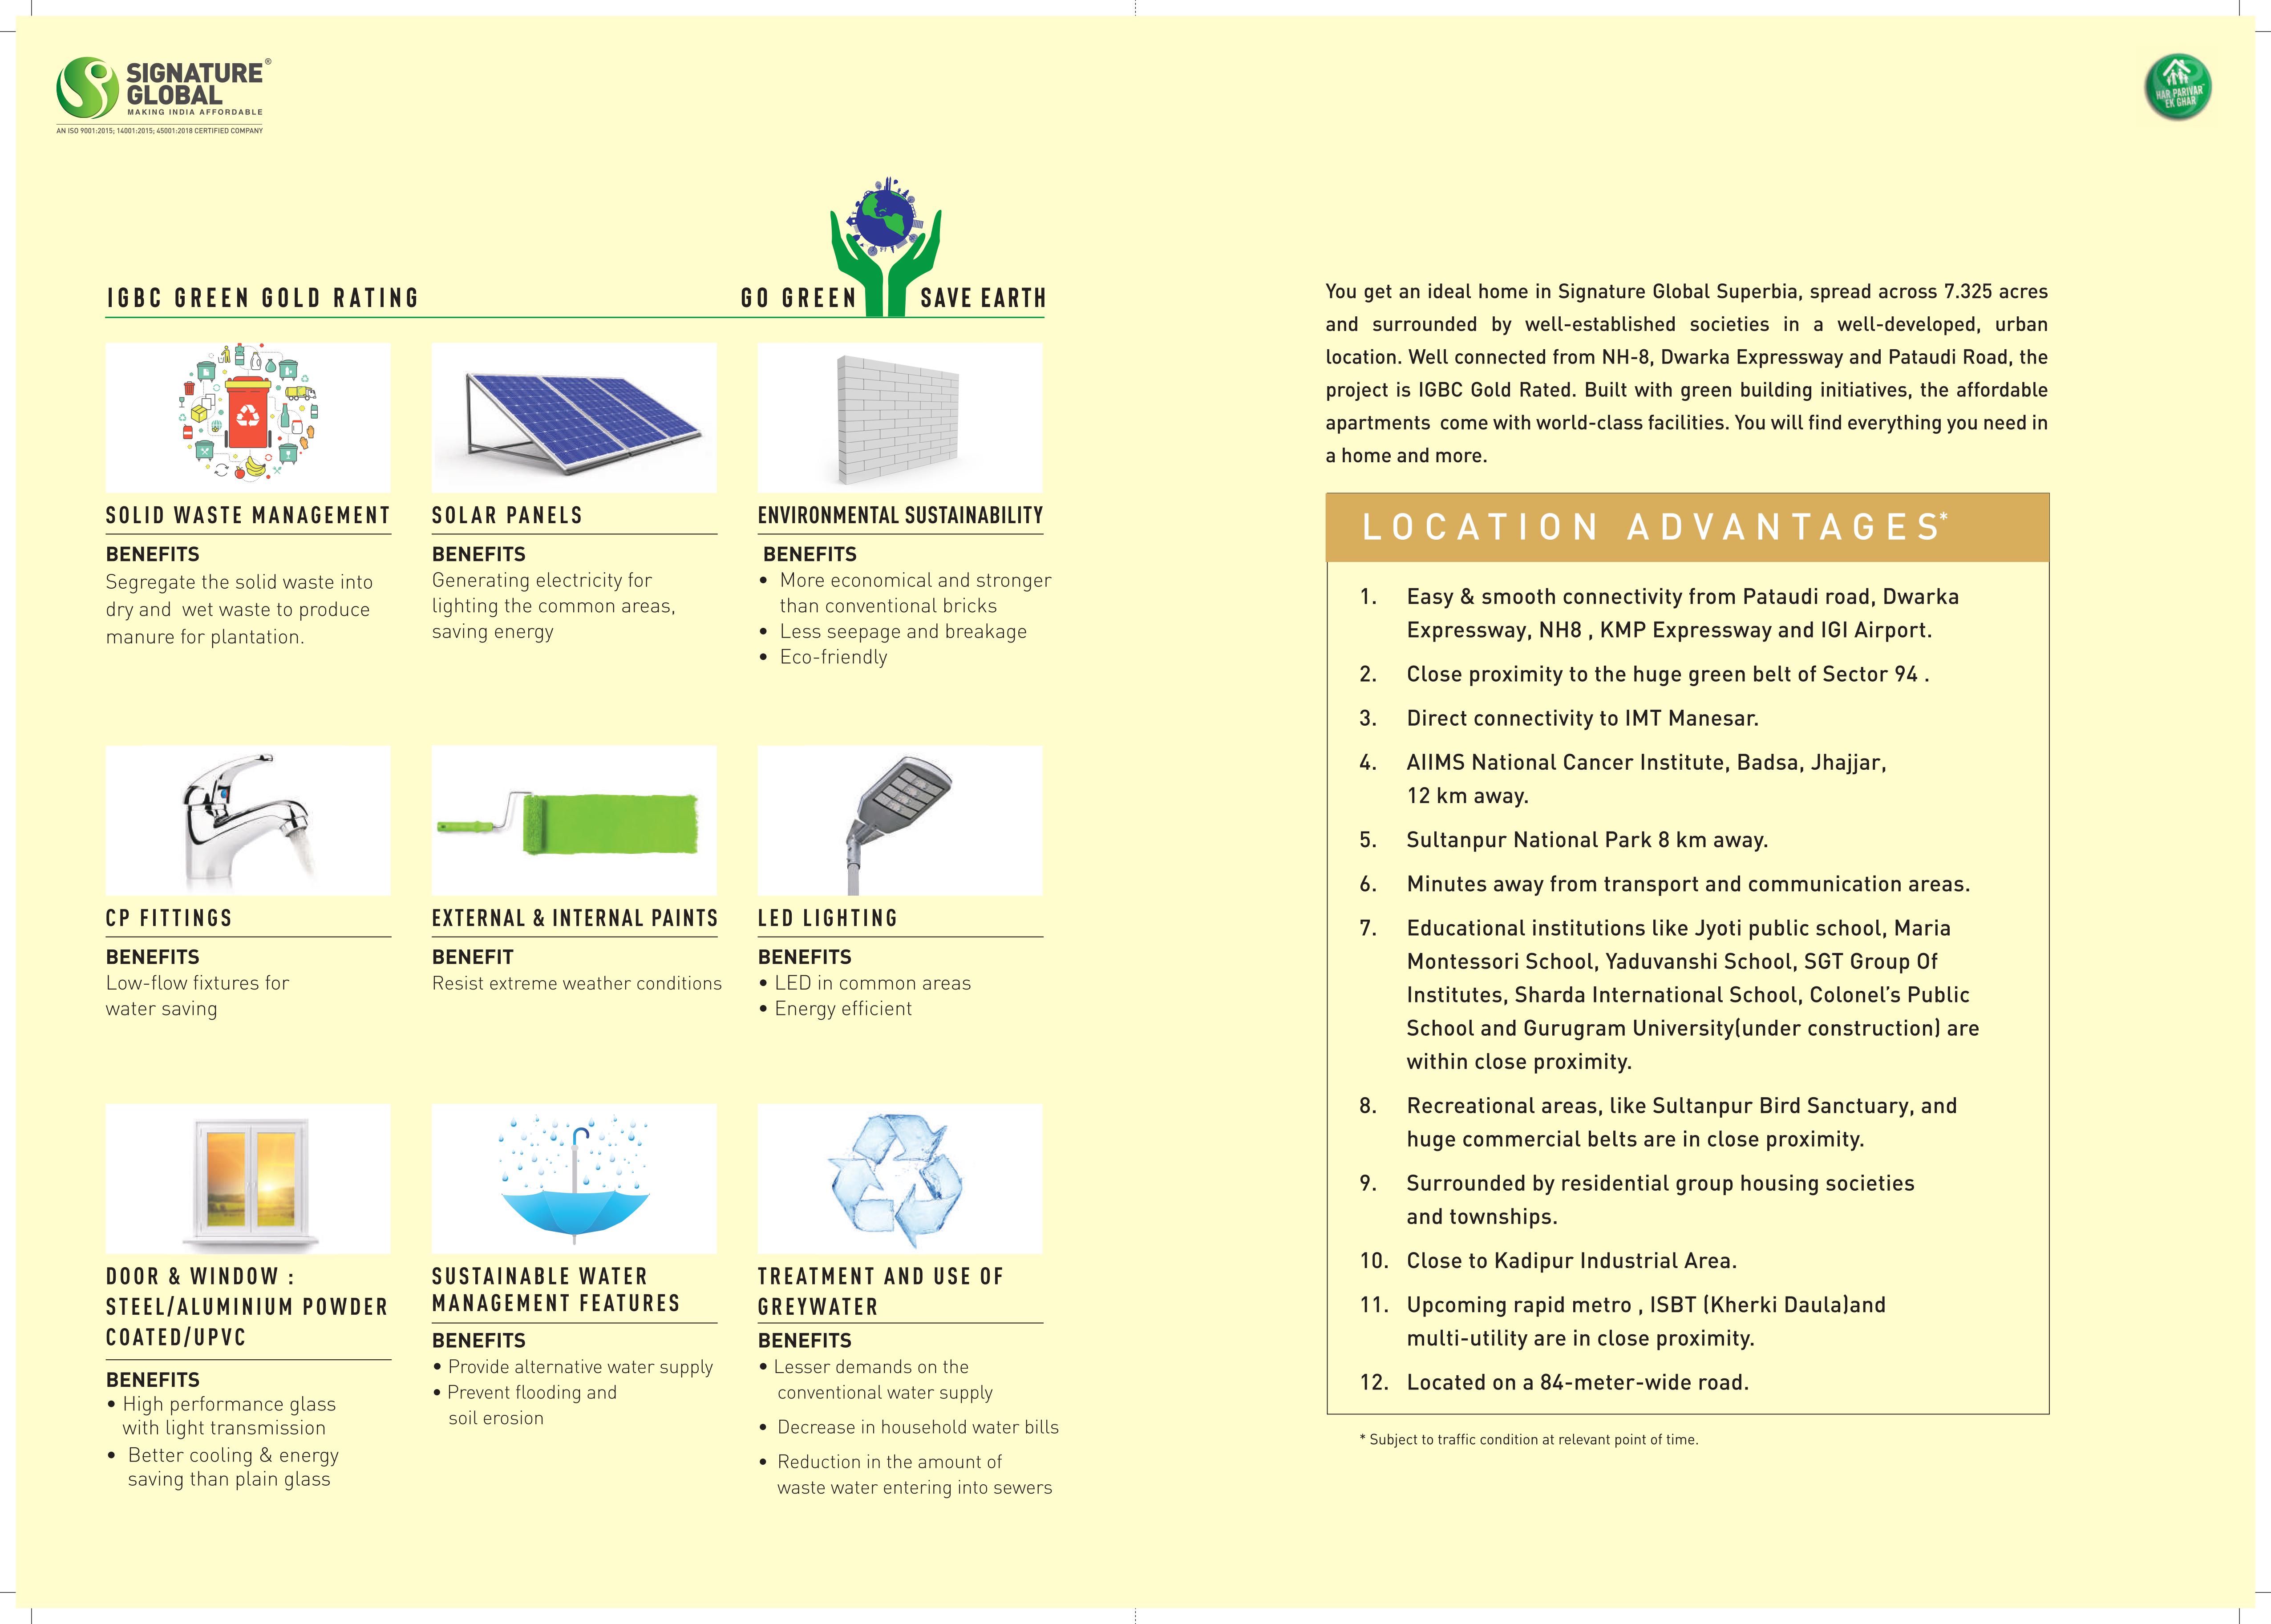 SIGNATURE®
GLOBAL
MAKING INDIA AFFORDABLE
AN ISO 9001:2015; 14001:2015; 45001:2018 CERTIFIED COMPANY
HAR PARIVAR
EK GHAR
IGBC GREEN GOLD RATING
GO GREEN SAVE EARTH
SOLID WASTE MANAGEMENT
BENEFITS
Segregate the solid waste into
dry and wet waste to produce
manure for plantation.
SOLAR PANELS
BENEFITS
Generating electricity for
lighting the common areas,
saving energy
ENVIRONMENTAL SUSTAINABILITY
BENEFITS
• More economical and stronger
than conventional bricks
• Less seepage and breakage
• Eco-friendly
CP FITTINGS
BENEFITS
Low-flow fixtures for
water saving
EXTERNAL & INTERNAL PAINTS
BENEFIT
Resist extreme weather conditions
LED LIGHTING
BENEFITS
• LED in common areas
• Energy efficient
DOOR & WINDOW :
STEEL/ALUMINIUM POWDER
COATED/UPVC
BENEFITS
• High performance glass
with light transmission
• Better cooling & energy
saving than plain glass
SUSTAINABLE WATER
MANAGEMENT FEATURES
BENEFITS
• Provide alternative water supply
• Prevent flooding and
soil erosion
TREATMENT AND USE OF
GREYWATER
BENEFITS
• Lesser demands on the
conventional water supply
• Decrease in household water bills
• Reduction in the amount of
waste water entering into sewers
You get an ideal home in Signature Global Superbia, spread across 7.325 acres
and surrounded by well-established societies in a well-developed, urban
location. Well connected from NH-8, Dwarka Expressway and Pataudi Road, the
project is IGBC Gold Rated. Built with green building initiatives, the affordable
apartments come with world-class facilities. You will find everything you need in
a home and more.
LOCATION ADVANTAGES*
1. Easy & smooth connectivity from Pataudi road, Dwarka
Expressway, NH8 , KMP Expressway and IGI Airport.
2. Close proximity to the huge green belt of Sector 94 .
3. Direct connectivity to IMT Manesar.
4. AIIMS National Cancer Institute, Badsa, Jhajjar,
12 km away.
5. Sultanpur National Park 8 km away.
6. Minutes away from transport and communication areas.
7. Educational institutions like Jyoti public school, Maria
Montessori School, Yaduvanshi School, SGT Group Of
Institutes, Sharda International School, Colonel’s Public
School and Gurugram University(under construction) are
within close proximity.
8. Recreational areas, like Sultanpur Bird Sanctuary, and
huge commercial belts are in close proximity.
9. Surrounded by residential group housing societies
and townships.
10. Close to Kadipur Industrial Area.
11. Upcoming rapid metro , ISBT (Kherki Daula)and
multi-utility are in close proximity.
12. Located on a 84-meter-wide road.
* Subject to traffic condition at relevant point of time.